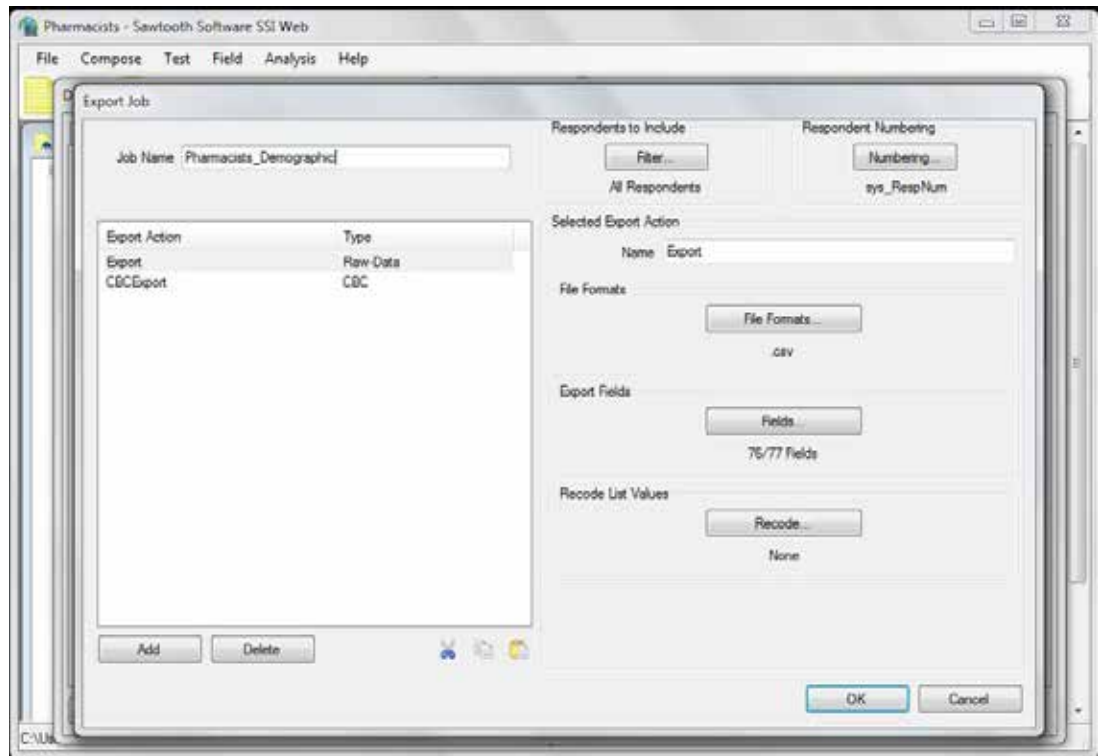 Pharmacists - Sawtooth Software SSI Web
File Compose Test Field Analysis Help
Export Job
Job Name Pharmacists_Demographic
Respondents to Include
Filter...
All Respondents
Respondent Numbering
Numbering...
sys_RespNum
Export Action Type
Export Raw-Data
CBCExport CBC
Add Delete
Selected Export Action
Name Export
File Formats
File Formats...
.csv
Export Fields
Fields...
76/77 Fields
Recode List Values
Recode...
None
OK Cancel